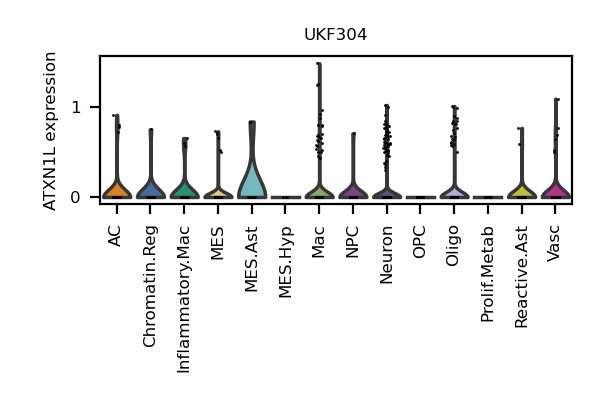 UKF304
ATXN1L expression
1
0
AC
Chromatin.Reg
Inflammatory.Mac
MES
MES.Ast
MES.Hyp
Mac
NPC
Neuron
OPC
Oligo
Prolif.Metab
Reactive.Ast
Vasc